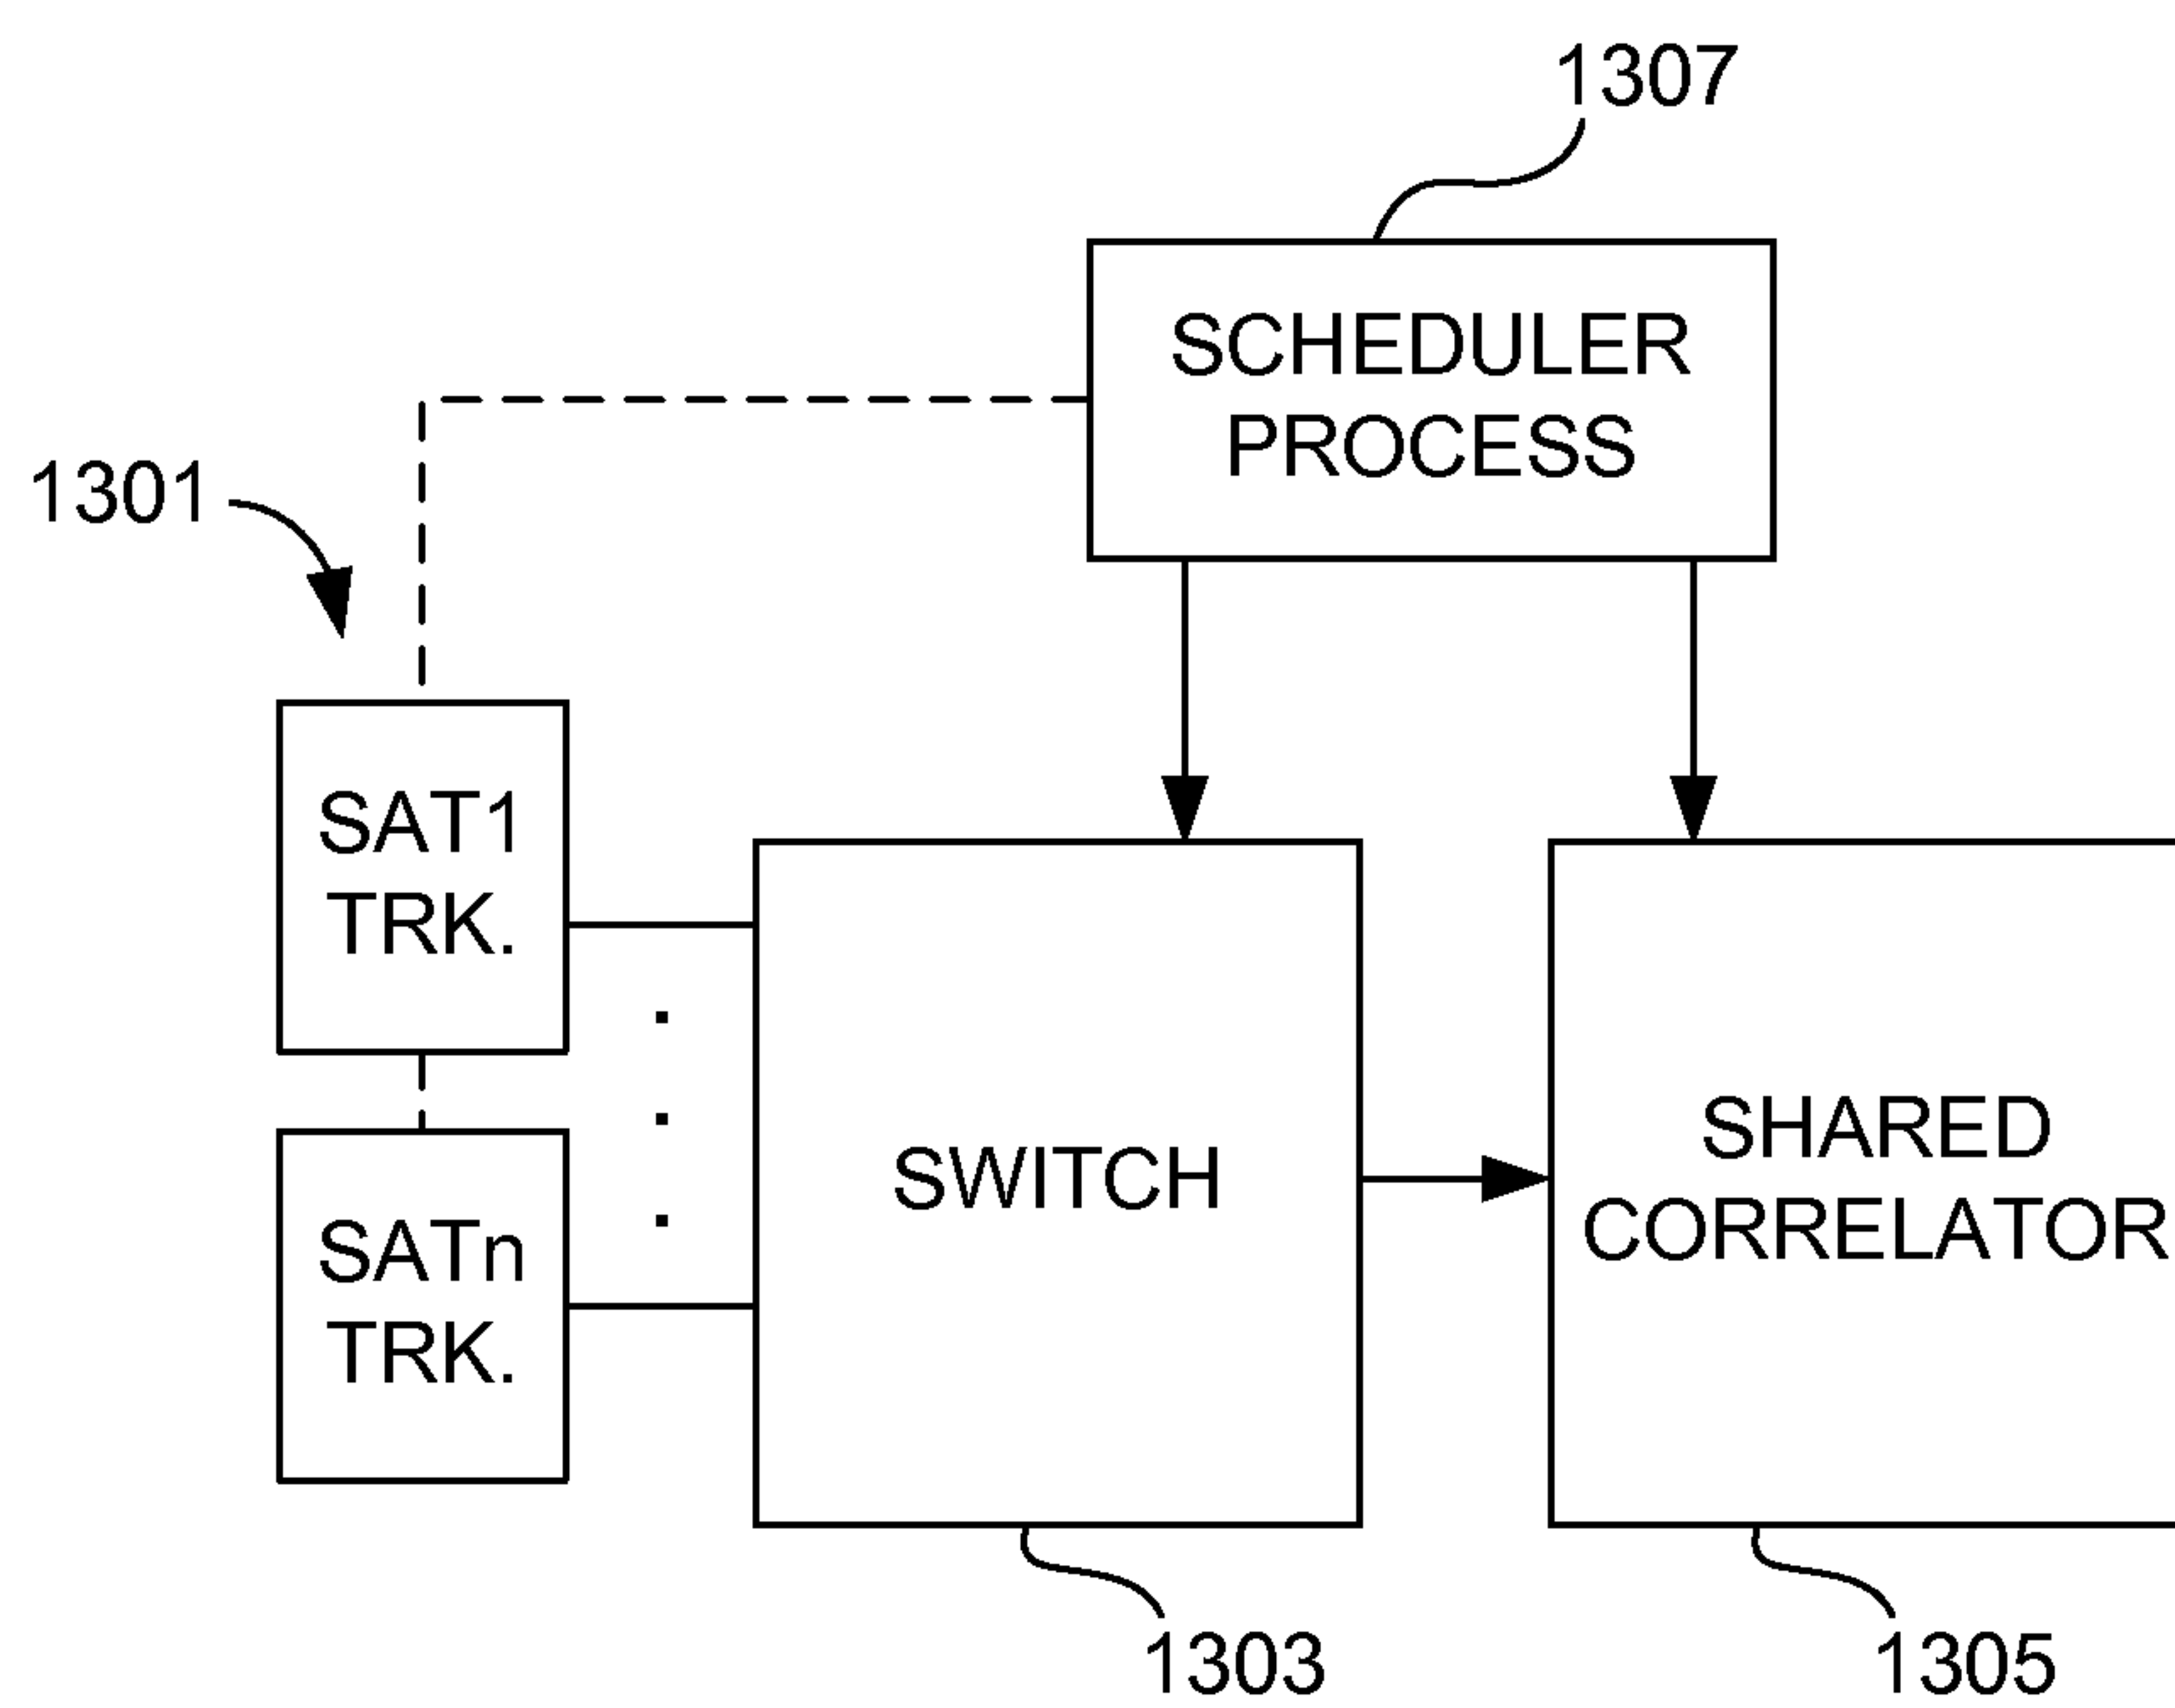 1307
SCHEDULER
PROCESS
1301
SAT1
TRK.
SATn
TRK.
SWITCH
SHARED
CORRELATOR
1303
1305